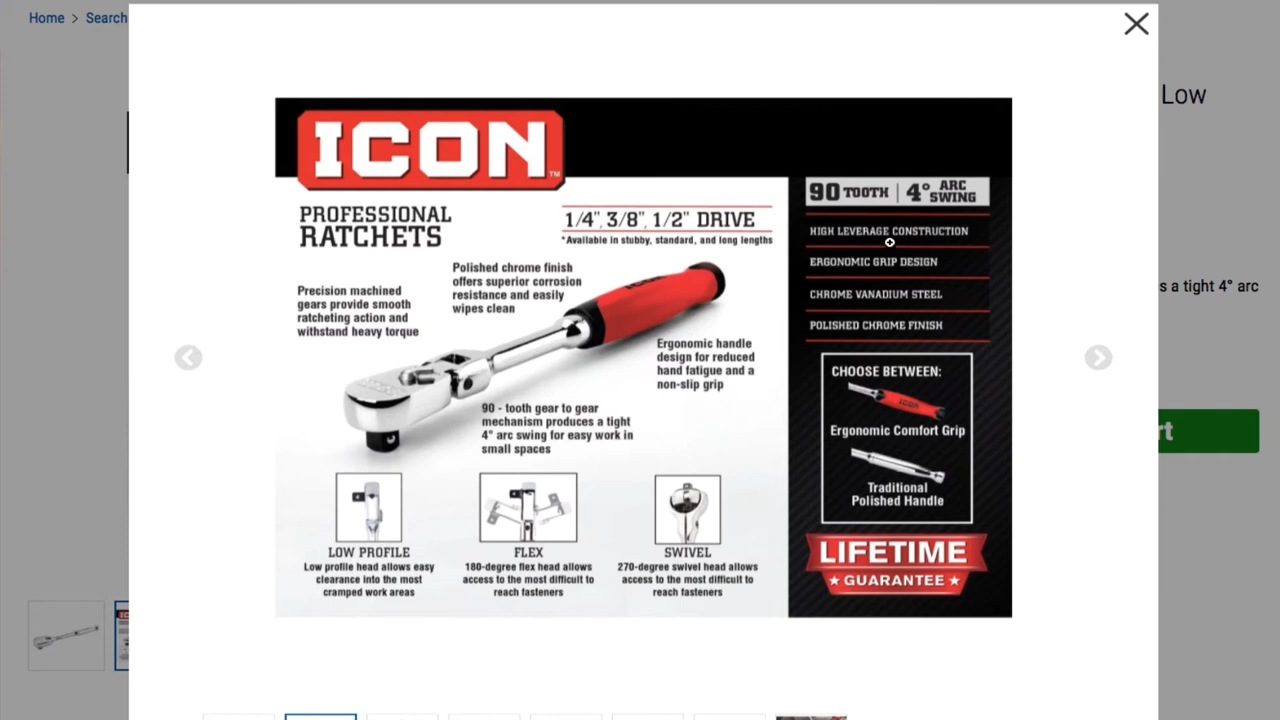 Home > Search
Low
ICON™
PROFESSIONAL
RATCHETS
1/4", 3/8", 1/2" DRIVE
*Available in stubby, standard, and long lengths
Polished chrome finish
offers superior corrosion
resistance and easily
wipes clean
Precision machined
gears provide smooth
ratcheting action and
withstand heavy torque
ICON
Ergonomic handle
design for reduced
hand fatigue and a
non-slip grip
90 - tooth gear to gear
mechanism produces a tight
4° arc swing for easy work in
small spaces
LOW PROFILE
Low profile head allows easy
clearance into the most
cramped work areas
FLEX
180-degree flex head allows
access to the most difficult to
reach fasteners
SWIVEL
270-degree swivel head allows
access to the most difficult to
reach fasteners
90 TOOTH | 4° ARC SWING
HIGH LEVERAGE CONSTRUCTION
ERGONOMIC GRIP DESIGN
CHROME VANADIUM STEEL
POLISHED CHROME FINISH
CHOOSE BETWEEN:
ICON
Ergonomic Comfort Grip
Traditional
Polished Handle
LIFETIME
GUARANTEE
s a tight 4° arc
rt